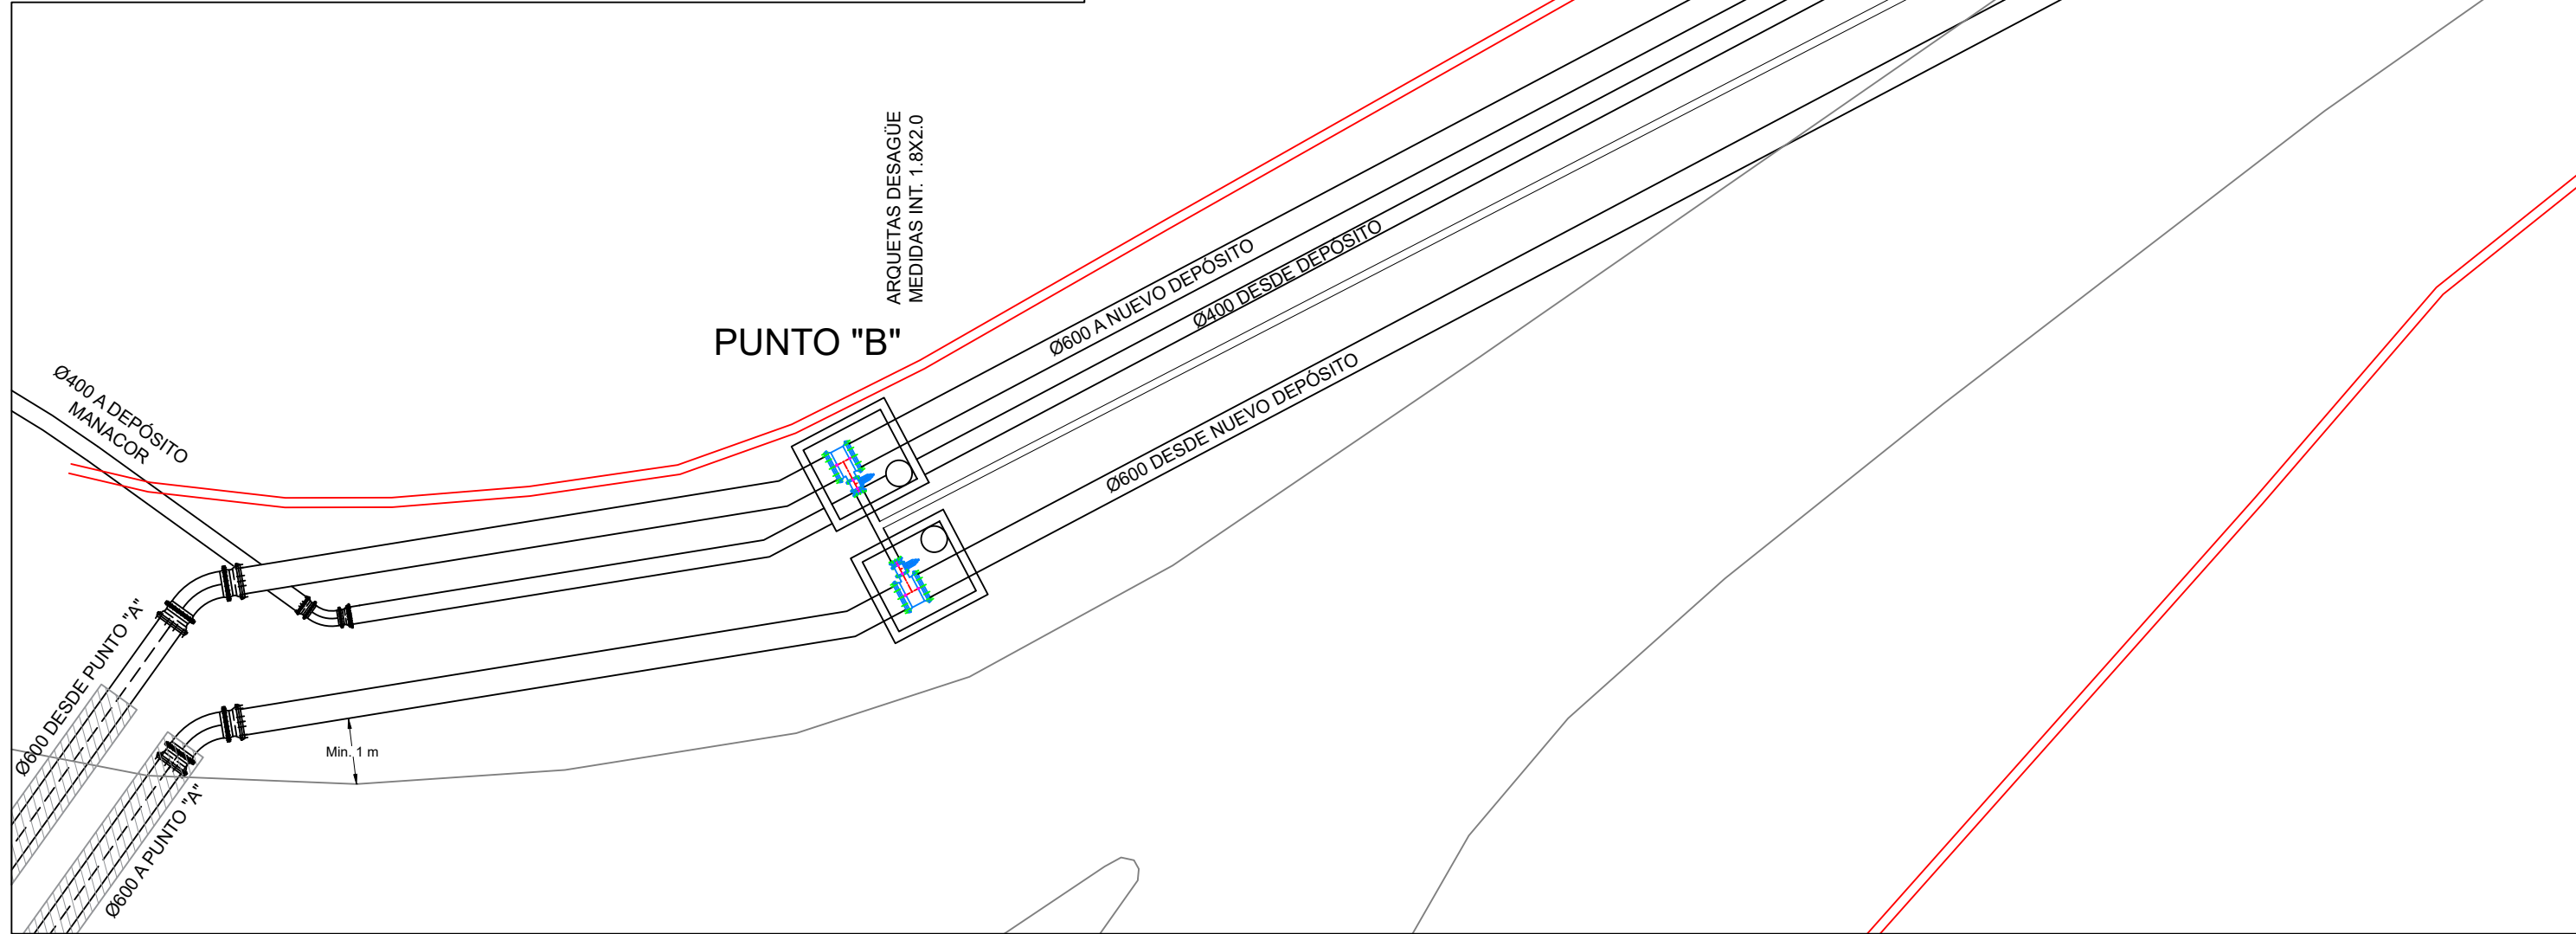 ARQUETAS DESAGÜE
MEDIDAS INT. 1.8X2.0
PUNTO "B"
Ø600 A NUEVO DEPÓSITO
Ø400 DESDE DEPÓSITO
Ø600 DESDE NUEVO DEPÓSITO
Ø400 A DEPÓSITO
MANACOR
Ø600 DESDE PUNTO "A"
Min. 1 m
Ø600 A PUNTO "A"